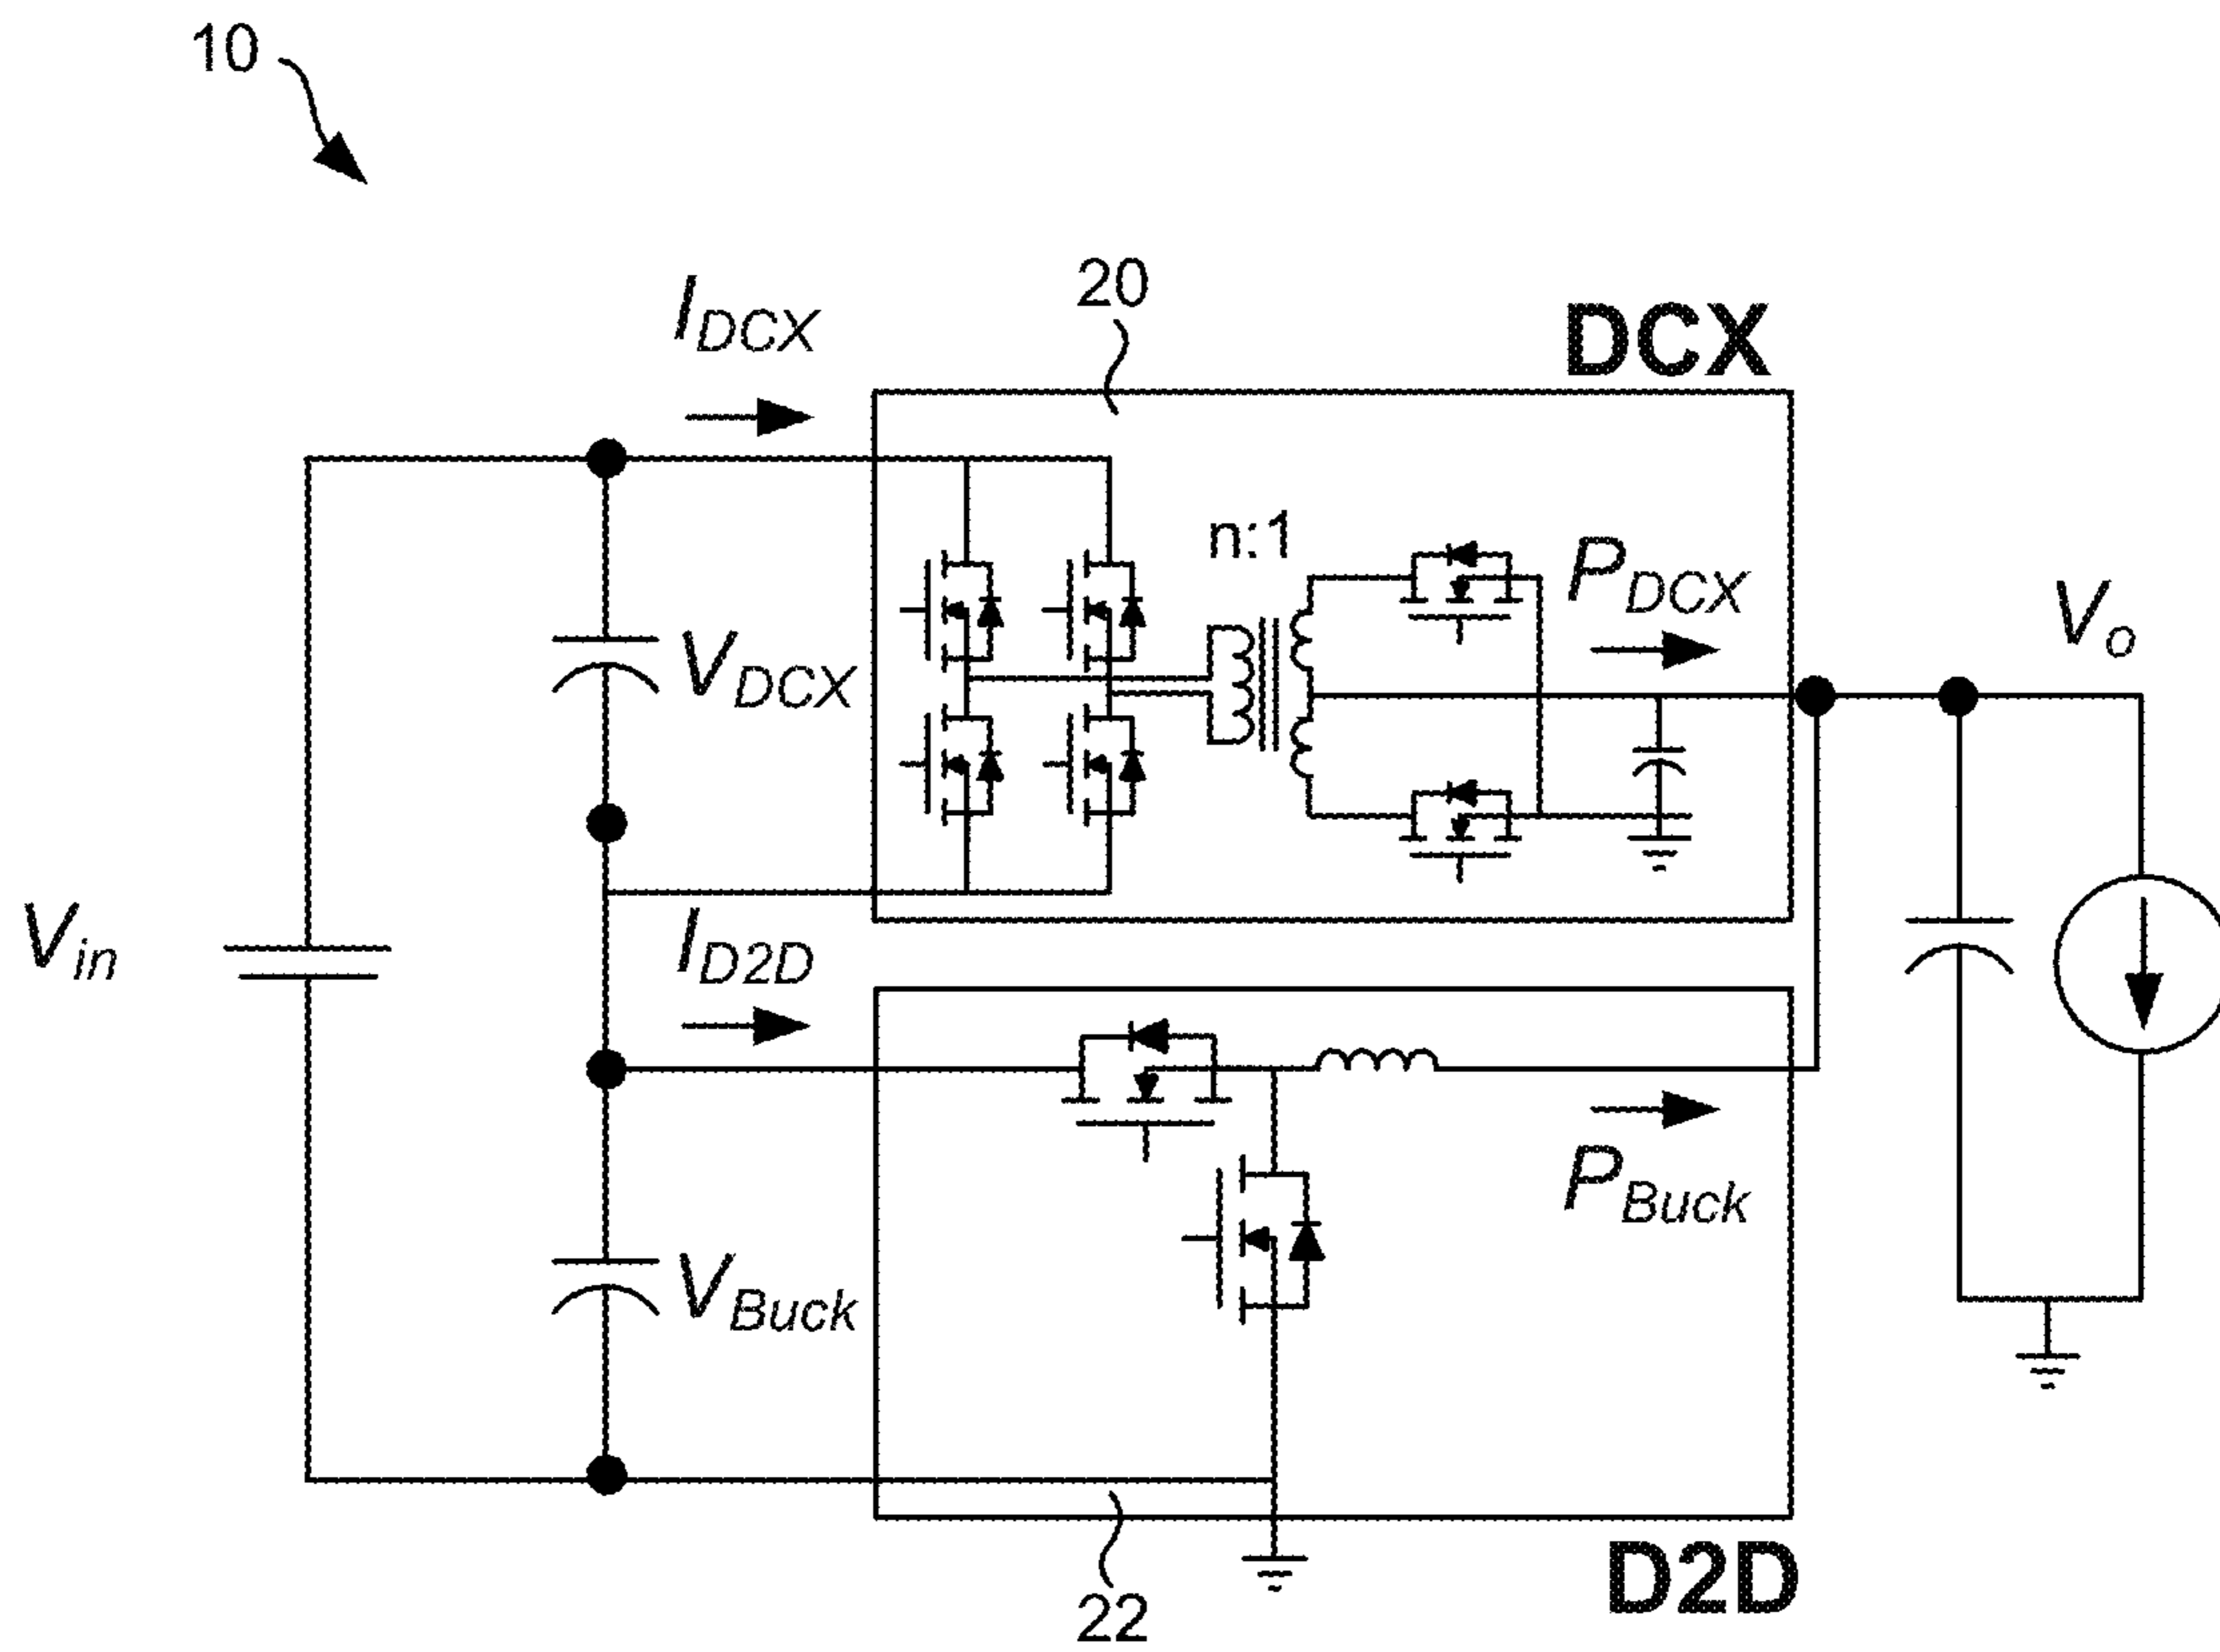 10
20
I_DCX
DCX
n:1
P_DCX
V_o
V_DCX
V_in
I_D2D
P_Buck
V_Buck
D2D
22